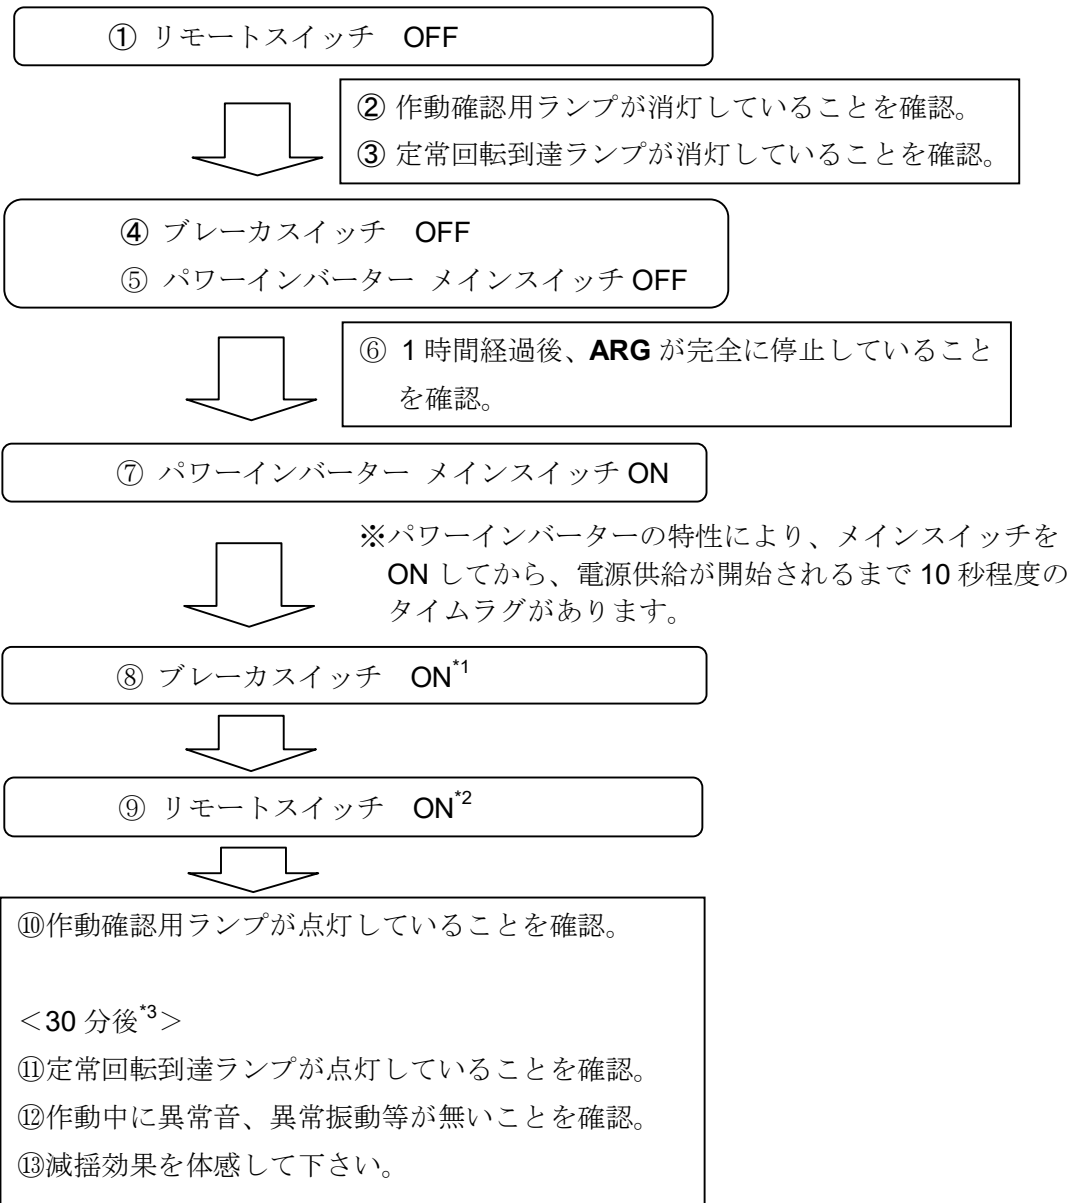 ① リモートスイッチ　OFF
② 作動確認用ランプが消灯していることを確認。
③ 定常回転到達ランプが消灯していることを確認。
④ ブレーカスイッチ　OFF
⑤ パワーインバーター メインスイッチ OFF
⑥ 1 時間経過後、ARG が完全に停止していること
を確認。
⑦ パワーインバーター メインスイッチ ON
※パワーインバーターの特性により、メインスイッチを
ON してから、電源供給が開始されるまで 10 秒程度の
タイムラグがあります。
⑧ ブレーカスイッチ　ON*1
⑨ リモートスイッチ　ON*2
⑩作動確認用ランプが点灯していることを確認。
＜30 分後*3＞
⑪定常回転到達ランプが点灯していることを確認。
⑫作動中に異常音、異常振動等が無いことを確認。
⑬減揺効果を体感して下さい。